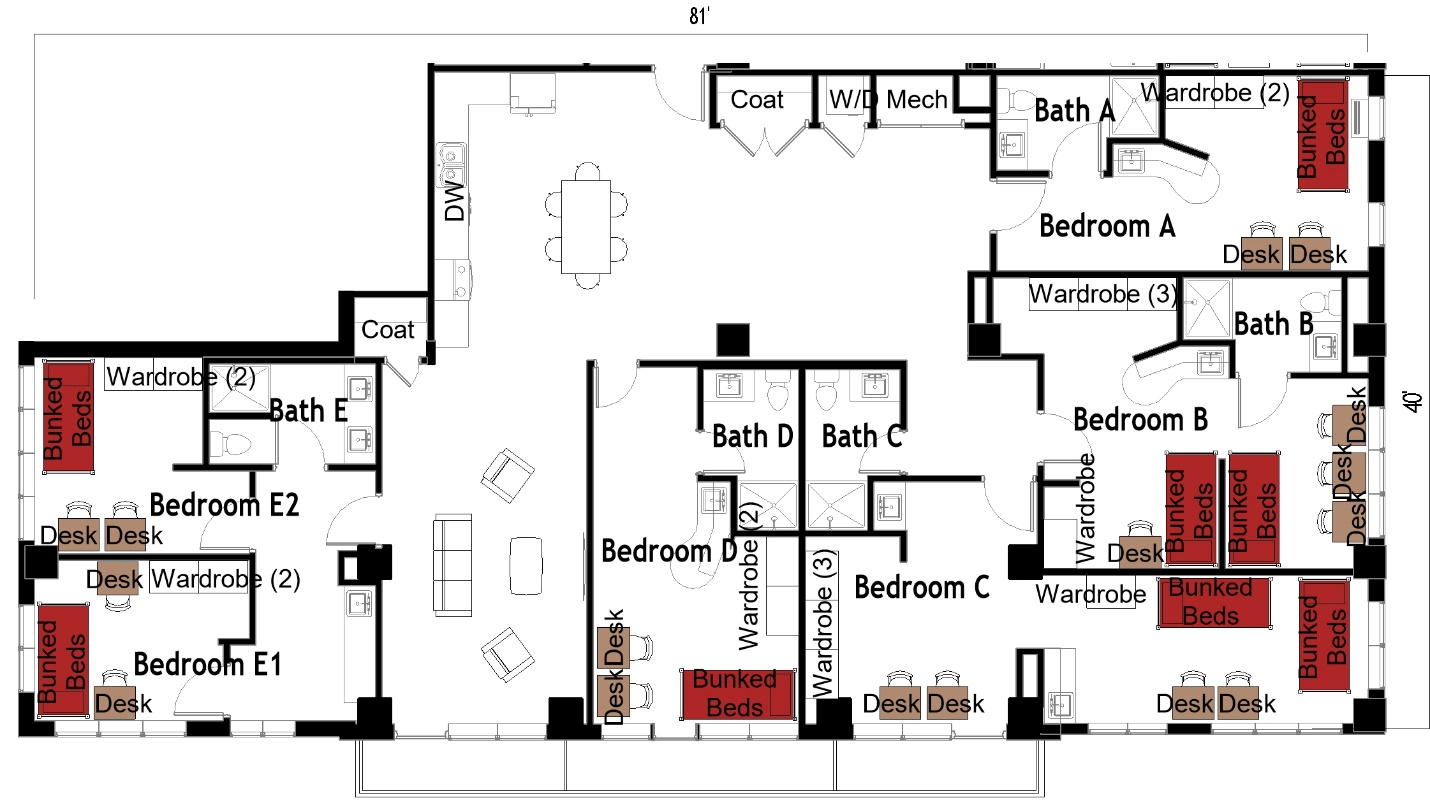 81'
Coat
W/D
Mech
Bath A
Wardrobe (2)
Bunked
Beds
DW
Bedroom A
Desk
Desk
Wardrobe (3)
Bath B
Coat
40'
Wardrobe (2)
Bunked
Beds
Bath E
Bedroom B
Desk
Desk
Desk
Bath D
Bath C
Wardrobe
Bunked
Beds
Bunked
Beds
Bedroom E2
Desk
Desk
Wardrobe (2)
Bedroom D
Desk
Desk
Wardrobe (2)
Wardrobe (3)
Bedroom C
Wardrobe
Bunked
Beds
Bunked
Beds
Bunked
Beds
Bedroom E1
Desk
Desk
Desk
Bunked
Beds
Desk
Desk
Desk
Desk